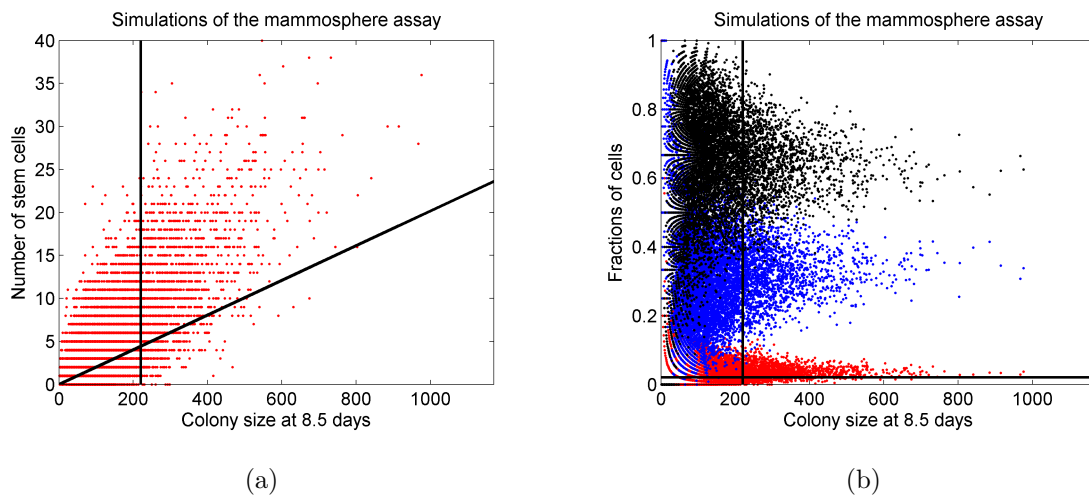 Simulations of the mammosphere assay
40
35
30
25
20
15
10
5
0
Number of stem cells
0 200 400 600 800 1000
Colony size at 8.5 days
(a)
Simulations of the mammosphere assay
1
0.8
0.6
0.4
0.2
0
Fractions of cells
0 200 400 600 800 1000
Colony size at 8.5 days
(b)